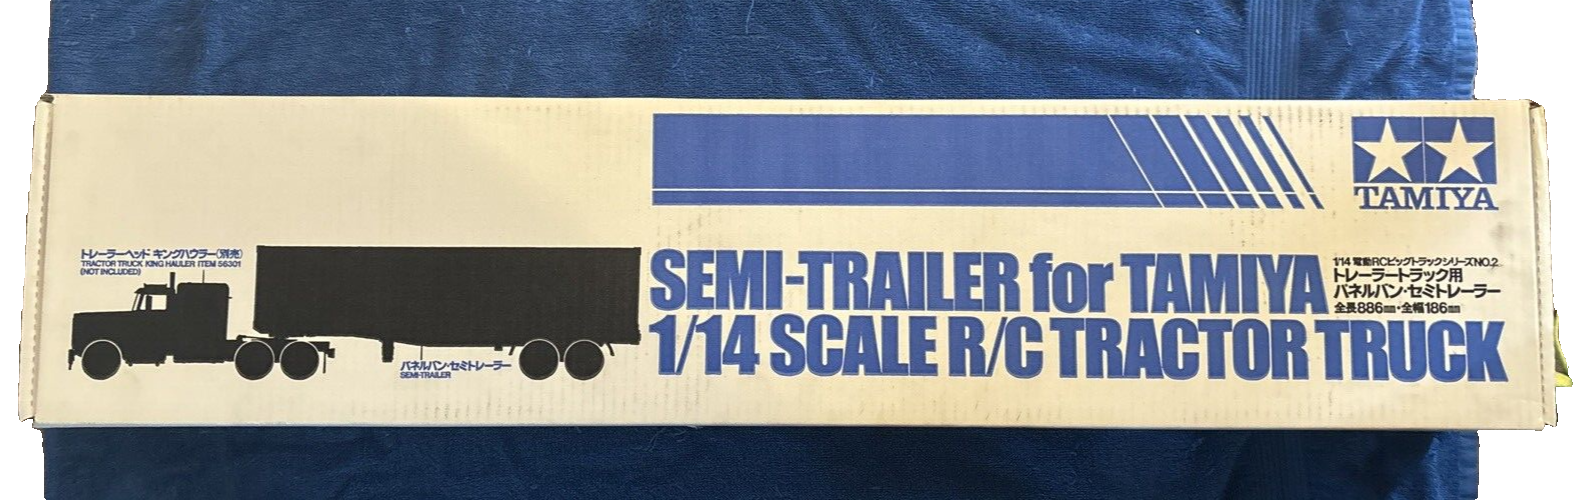 TAMIYA
トレーラーヘッド キングハウラー(別売)
TRACTOR TRUCK KING HAULER ITEM 56301
(NOT INCLUDED)
パネルバン・セミトレーラー
SEMI-TRAILER
SEMI-TRAILER for TAMIYA
1/14 SCALE R/C TRACTOR TRUCK
1/14 電動RCビッグトラックシリーズNO.2
トレーラートラック用
パネルバン・セミトレーラー
全長886mm・全幅186mm